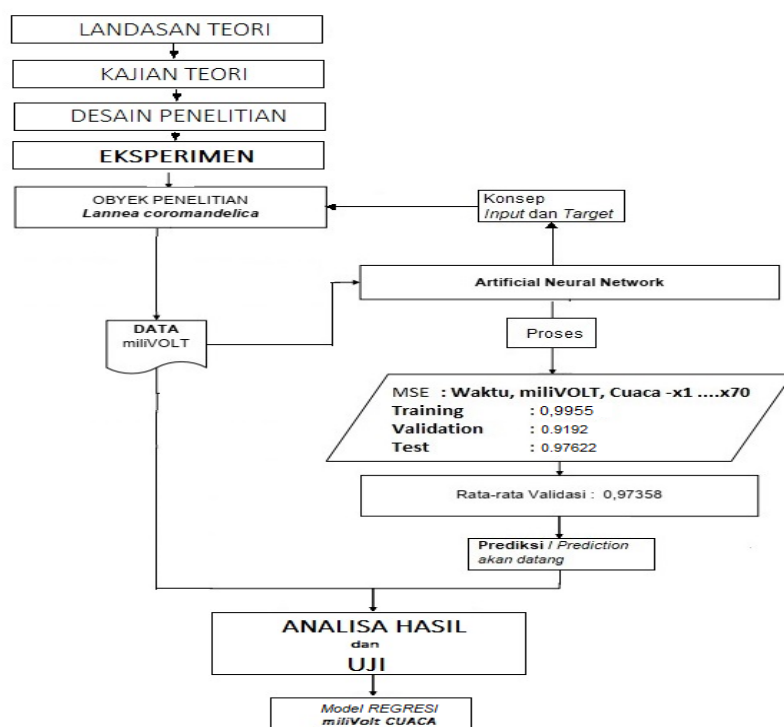 LANDASAN TEORI
KAJIAN TEORI
DESAIN PENELITIAN
EKSPERIMEN
OBYEK PENELITIAN
Lannea coromandelica
Konsep
Input dan Target
Artificial Neural Network
DATA
miliVOLT
Proses
MSE : Waktu, miliVOLT, Cuaca -x1 ....x70
Training : 0,9955
Validation : 0.9192
Test : 0.97622
Rata-rata Validasi : 0,97358
Prediksi / Prediction
akan datang
ANALISA HASIL
dan
UJI
Model REGRESI
miliVolt CUACA